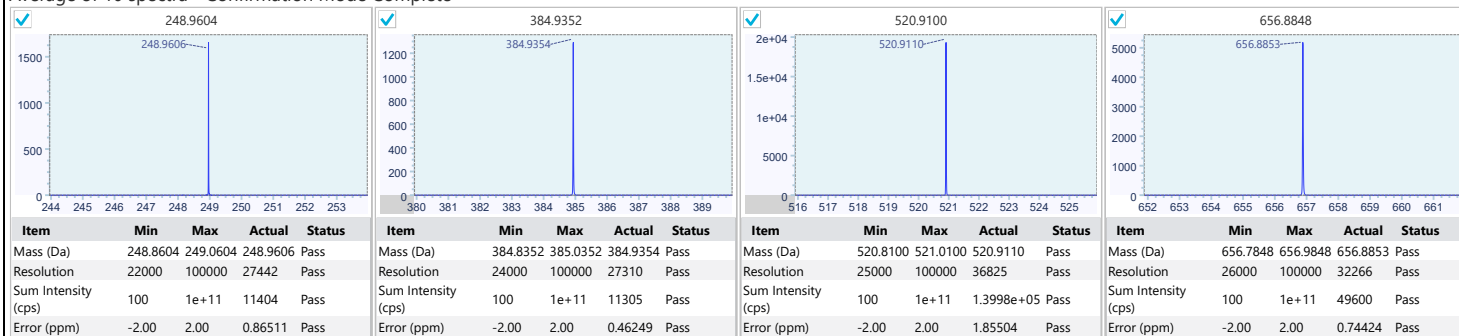 Average of 10 spectra - Confirmation Mode Complete
248.9604 384.9352 520.9100 656.8848
1500
1000
500
0
248.9606
244 245 246 247 248 249 250 251 252 253
1200
1000
800
600
400
200
0
384.9354
380 381 382 383 384 385 386 387 388 389
2e+04
1.5e+04
1e+04
5000
0
520.9110
516 517 518 519 520 521 522 523 524 525
5000
4000
3000
2000
1000
0
656.8853
652 653 654 655 656 657 658 659 660 661
Item Min Max Actual Status
Mass (Da) 248.8604 249.0604 248.9606 Pass
Resolution 22000 100000 27442 Pass
Sum Intensity
(cps) 100 1e+11 11404 Pass
Error (ppm) -2.00 2.00 0.86511 Pass
Item Min Max Actual Status
Mass (Da) 384.8352 385.0352 384.9354 Pass
Resolution 24000 100000 27310 Pass
Sum Intensity
(cps) 100 1e+11 11305 Pass
Error (ppm) -2.00 2.00 0.46249 Pass
Item Min Max Actual Status
Mass (Da) 520.8100 521.0100 520.9110 Pass
Resolution 25000 100000 36825 Pass
Sum Intensity
(cps) 100 1e+11 1.3998e+05 Pass
Error (ppm) -2.00 2.00 1.85504 Pass
Item Min Max Actual Status
Mass (Da) 656.7848 656.9848 656.8853 Pass
Resolution 26000 100000 32266 Pass
Sum Intensity
(cps) 100 1e+11 49600 Pass
Error (ppm) -2.00 2.00 0.74424 Pass